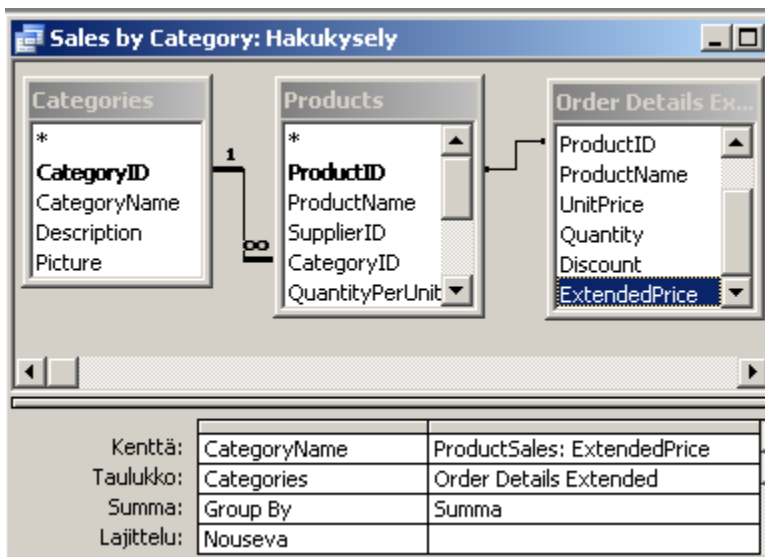 Sales by Category: Hakukysely
Categories
*
CategoryID
CategoryName
Description
Picture
1
∞
Products
*
ProductID
ProductName
SupplierID
CategoryID
QuantityPerUnit
Order Details Ex...
ProductID
ProductName
UnitPrice
Quantity
Discount
ExtendedPrice
Kenttä: CategoryName ProductSales: ExtendedPrice
Taulukko: Categories Order Details Extended
Summa: Group By Summa
Lajittelu: Nouseva